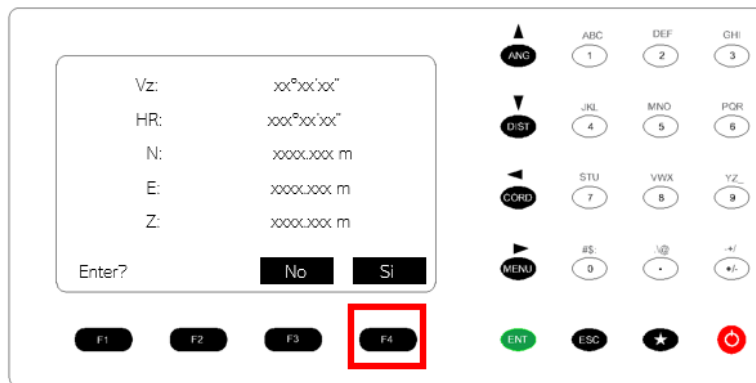 ABC DEF GHI
ANG 1 2 3
Vz: xx°xx'xx"
HR: xxx°xx'xx"
JKL MNO PQR
DIST 4 5 6
N: xxxx.xxx m
E: xxxx.xxx m
STU VWX YZ_
CORD 7 8 9
Z: xxxx.xxx m
#$: .\@ -+/
Enter? No Si
MENU 0 . +/-
F1 F2 F3 F4 ENT ESC